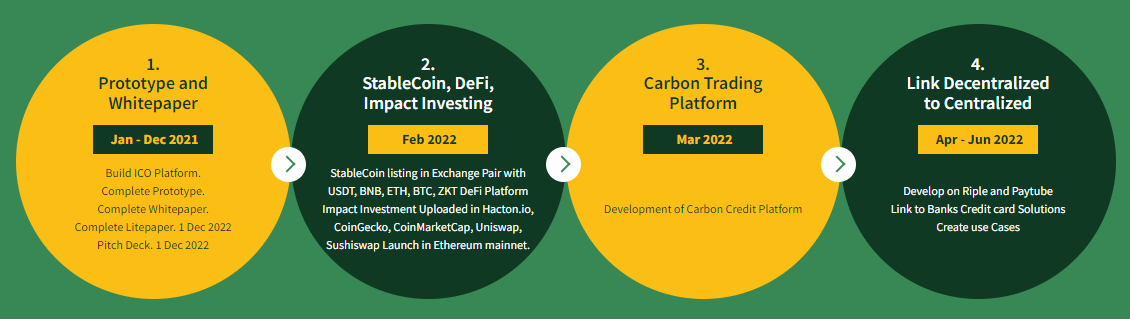 1.
Prototype and
Whitepaper
Jan - Dec 2021
Build ICO Platform.
Complete Prototype.
Complete Whitepaper.
Complete Litepaper. 1 Dec 2022
Pitch Deck. 1 Dec 2022
2.
StableCoin, DeFi,
Impact Investing
Feb 2022
StableCoin listing in Exchange Pair with
USDT, BNB, ETH, BTC, ZKT DeFi Platform
Impact Investment Uploaded in Hacton.io,
CoinGecko, CoinMarketCap, Uniswap,
Sushiswap Launch in Ethereum mainnet.
3.
Carbon Trading
Platform
Mar 2022
Development of Carbon Credit Platform
4.
Link Decentralized
to Centralized
Apr - Jun 2022
Develop on Riple and Paytube
Link to Banks Credit card Solutions
Create use Cases